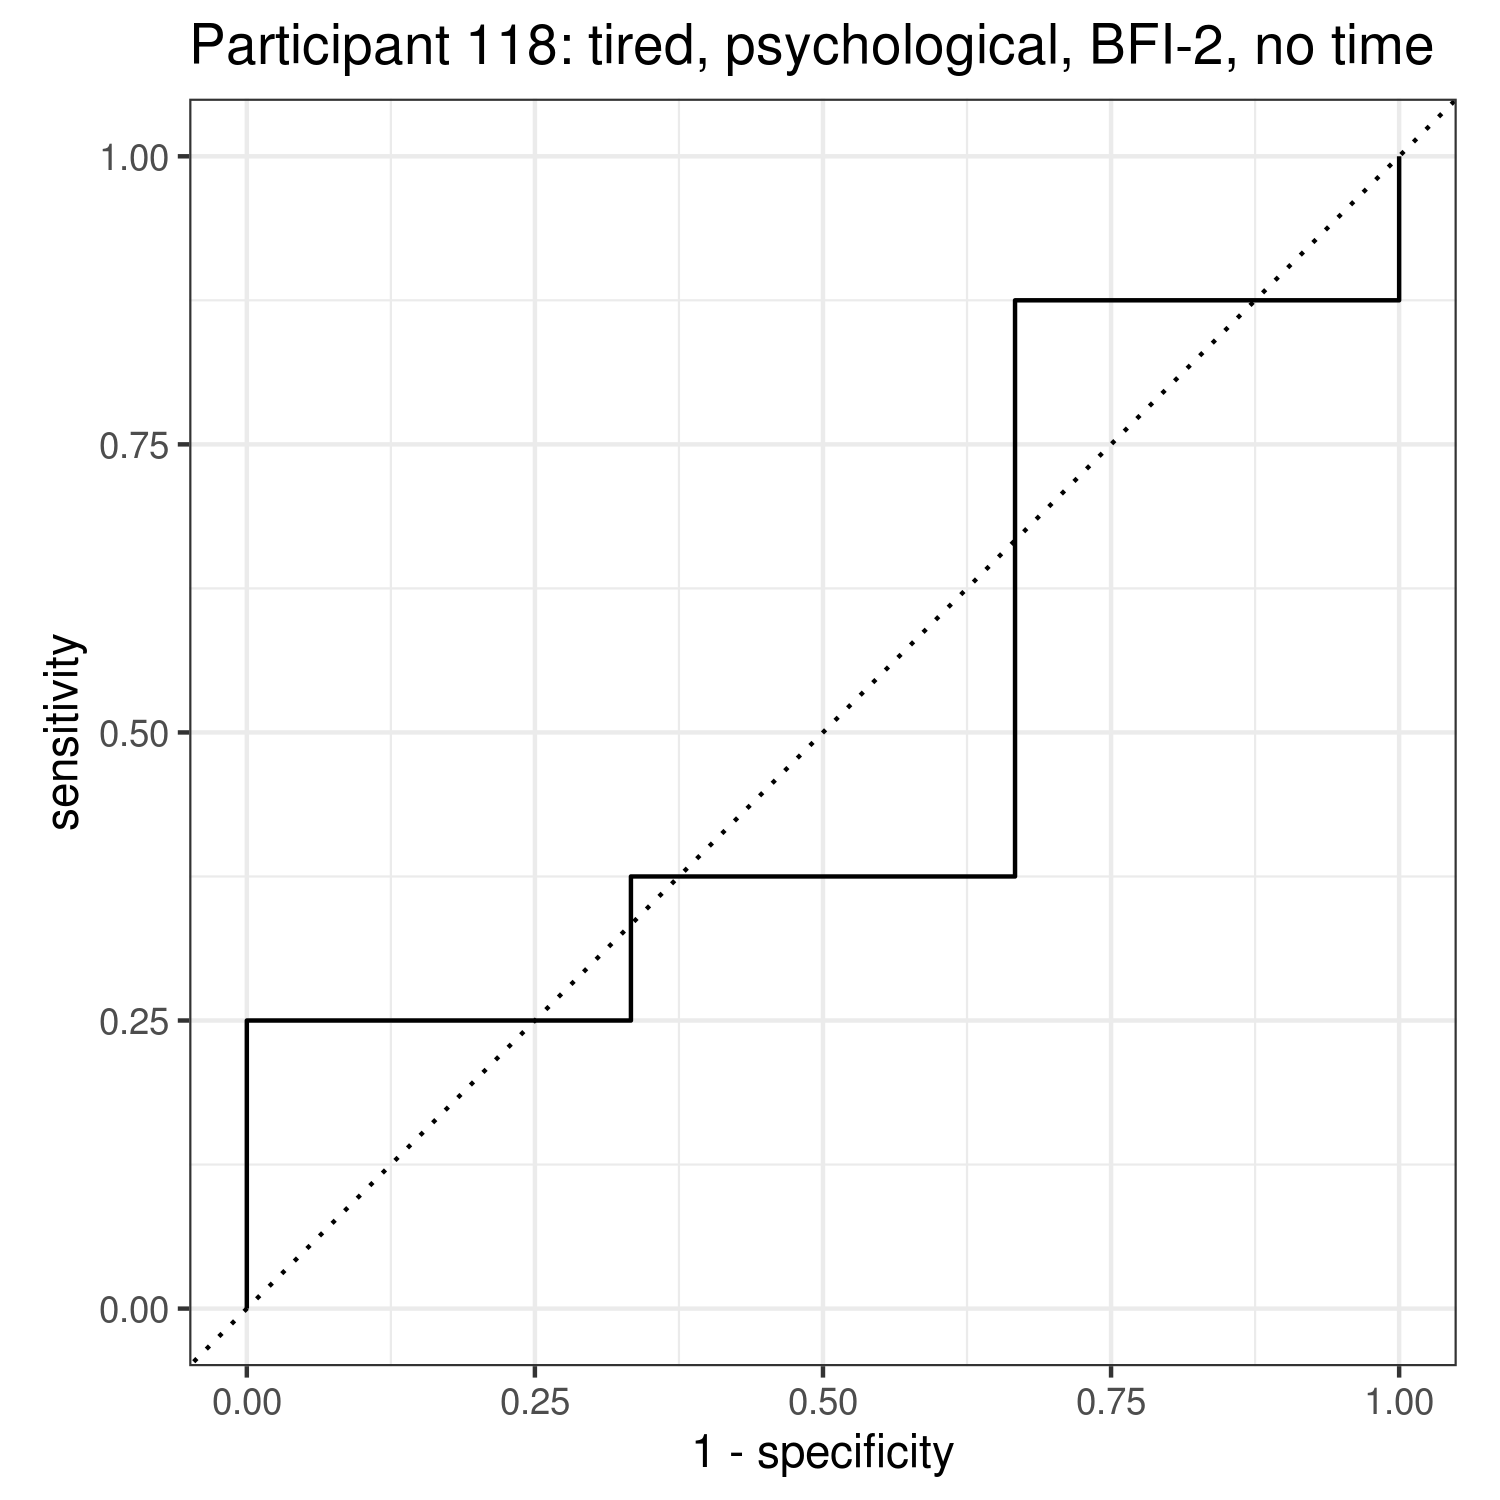 Participant 118: tired, psychological, BFI-2, no time
1.00
0.75
0.50
0.25
0.00
sensitivity
0.00 0.25 0.50 0.75 1.00
1 - specificity